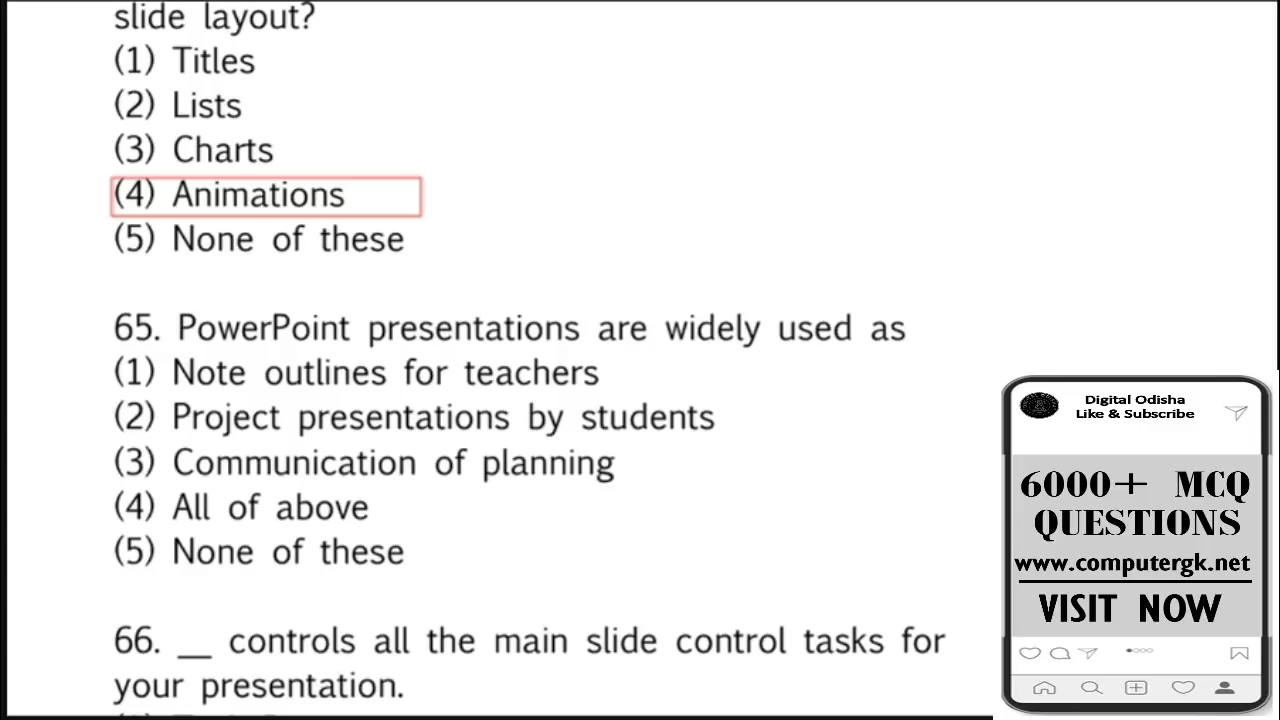 slide layout?
(1) Titles
(2) Lists
(3) Charts
(4) Animations
(5) None of these
65. PowerPoint presentations are widely used as
(1) Note outlines for teachers
(2) Project presentations by students
(3) Communication of planning
(4) All of above
(5) None of these
66. __ controls all the main slide control tasks for
your presentation.
Digital Odisha
Like & Subscribe
6000+ MCQ
QUESTIONS
www.computergk.net
VISIT NOW